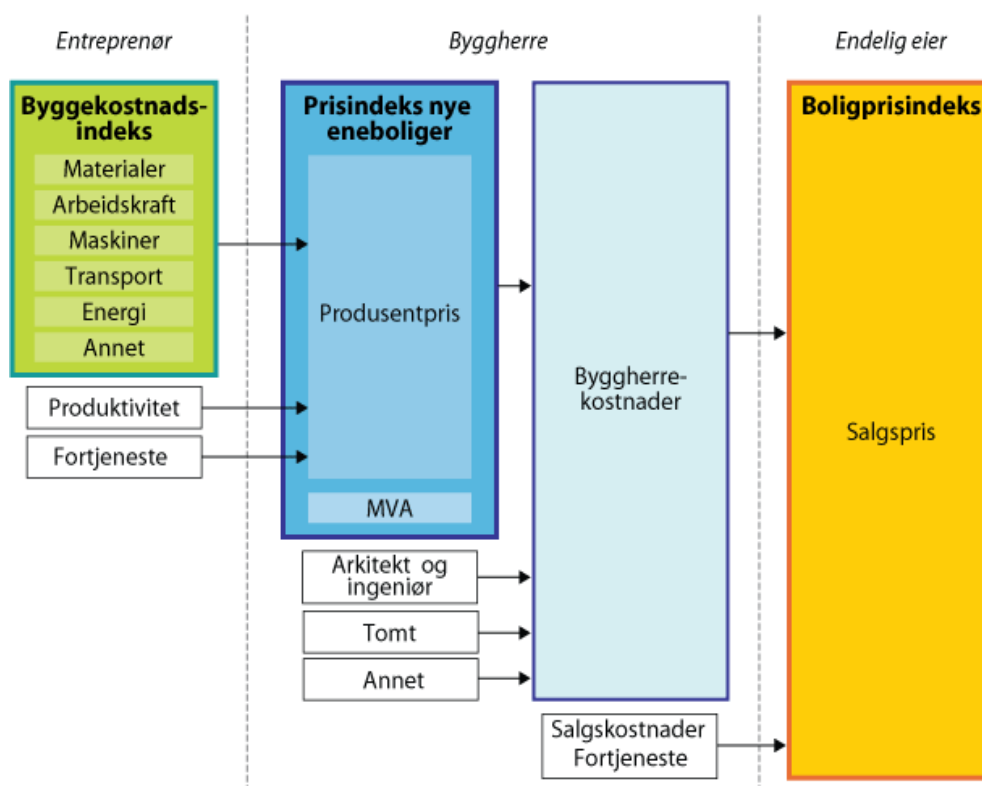 Entreprenør
Byggherre
Endelig eier
Byggekostnads-
indeks
Materialer
Arbeidskraft
Maskiner
Transport
Energi
Annet
Produktivitet
Fortjeneste
Prisindeks nye
eneboliger
Produsentpris
MVA
Arkitekt og
ingeniør
Tomt
Annet
Byggherre-
kostnader
Salgskostnader
Fortjeneste
Boligprisindeks
Salgspris